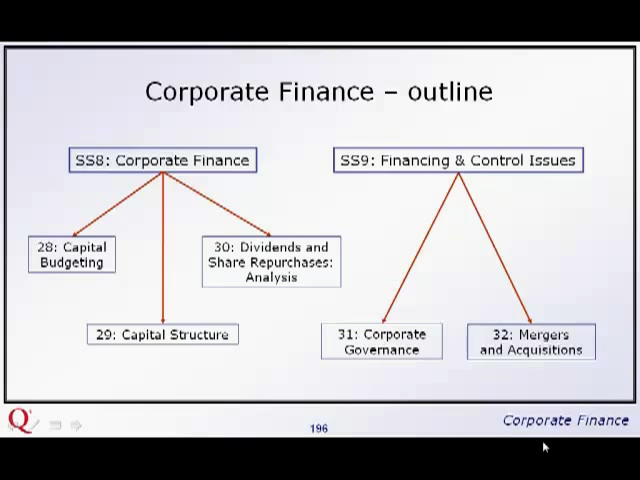 Corporate Finance – outline
SS8: Corporate Finance
SS9: Financing & Control Issues
28: Capital
Budgeting
30: Dividends and
Share Repurchases:
Analysis
29: Capital Structure
31: Corporate
Governance
32: Mergers
and Acquisitions
Q
196
Corporate Finance